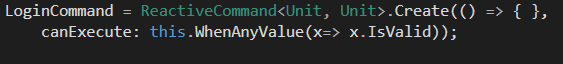 LoginCommand = ReactiveCommand<Unit, Unit>.Create(() => { },
canExecute: this.WhenAnyValue(x=> x.IsValid));